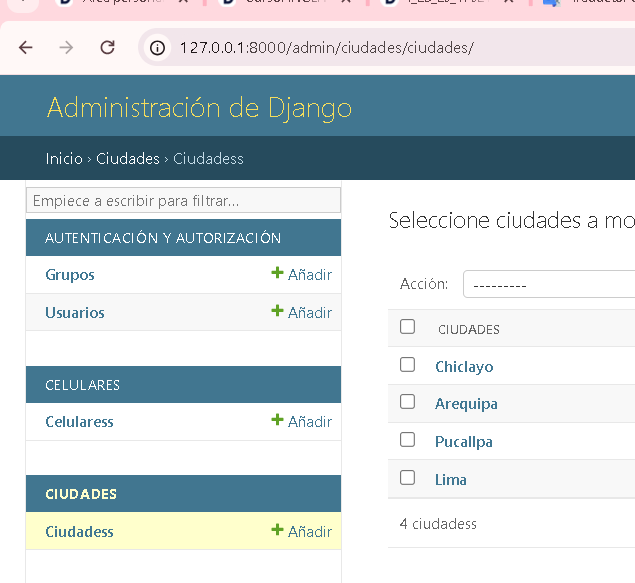 127.0.0.1:8000/admin/ciudades/ciudades/
Administración de Django
Inicio › Ciudades › Ciudadess
Empiece a escribir para filtrar...
Seleccione ciudades a mo
AUTENTICACIÓN Y AUTORIZACIÓN
Grupos + Añadir
Usuarios + Añadir
CELULARES
Celularess + Añadir
CIUDADES
Ciudadess + Añadir
Acción: ---------
CIUDADES
Chiclayo
Arequipa
Pucallpa
Lima
4 ciudadess